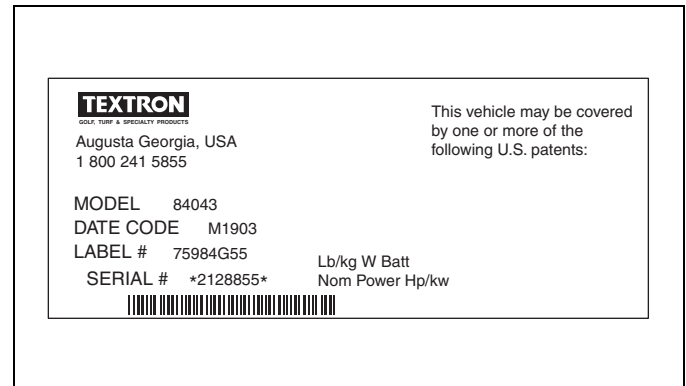 TEXTRON
GOLF, TURF & SPECIALTY PRODUCTS
Augusta Georgia, USA
1 800 241 5855
This vehicle may be covered
by one or more of the
following U.S. patents:
MODEL 84043
DATE CODE M1903
LABEL # 75984G55
SERIAL # *2128855*
Lb/kg W Batt
Nom Power Hp/kw